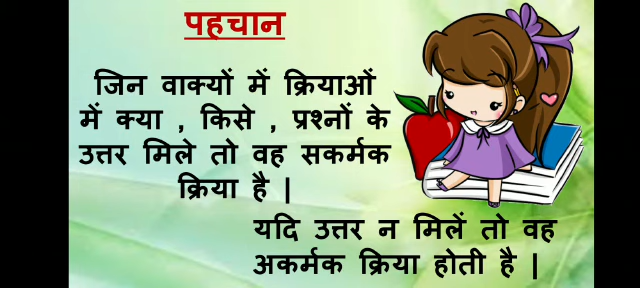 पहचान
जिन वाक्यों में क्रियाओं
में क्या , किसे , प्रश्नों के
उत्तर मिले तो वह सकर्मक
क्रिया है |
यदि उत्तर न मिलें तो वह
अकर्मक क्रिया होती है |